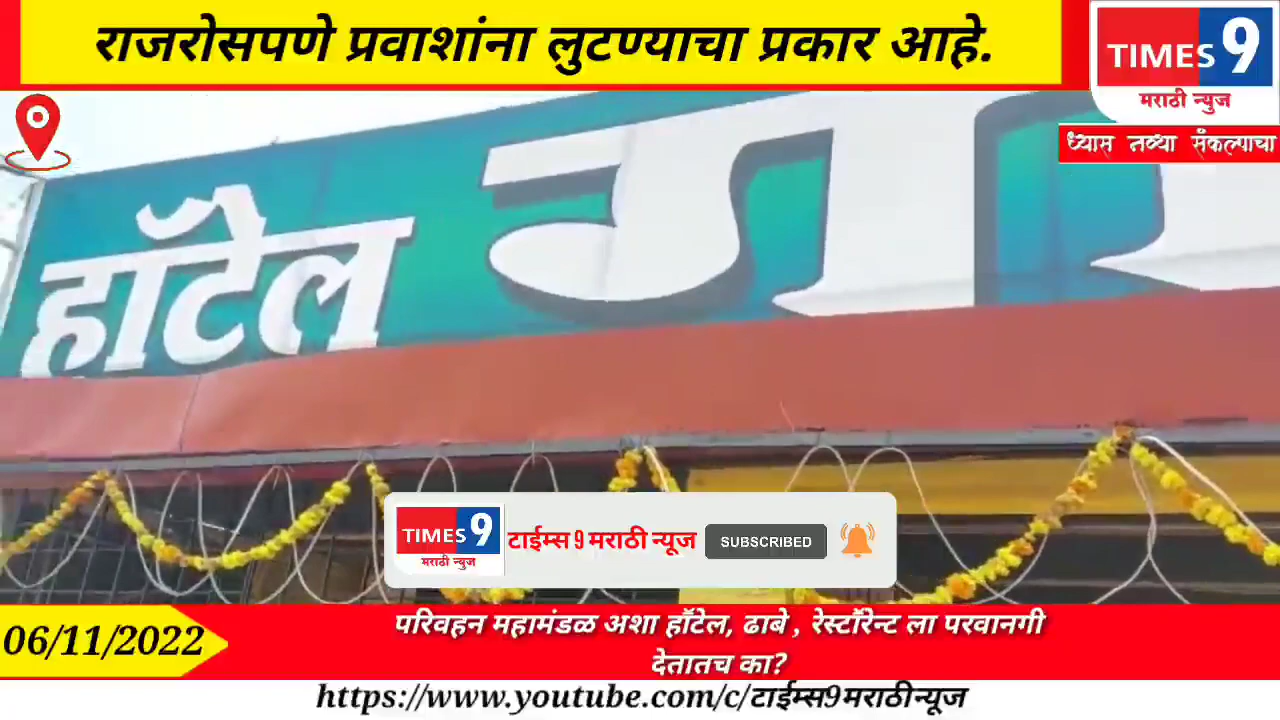 राजरोसपणे प्रवाशांना लुटण्याचा प्रकार आहे.
TIMES 9
मराठी न्युज
ध्यास नव्या संकल्पाचा
हॉटेल
TIMES 9
मराठी न्युज
टाईम्स 9 मराठी न्यूज
SUBSCRIBED
06/11/2022
परिवहन महामंडळ अशा हॉटेल, ढाबे , रेस्टॉरेन्ट ला परवानगी
देतातच का?
https://www.youtube.com/c/टाईम्स9मराठीन्यूज